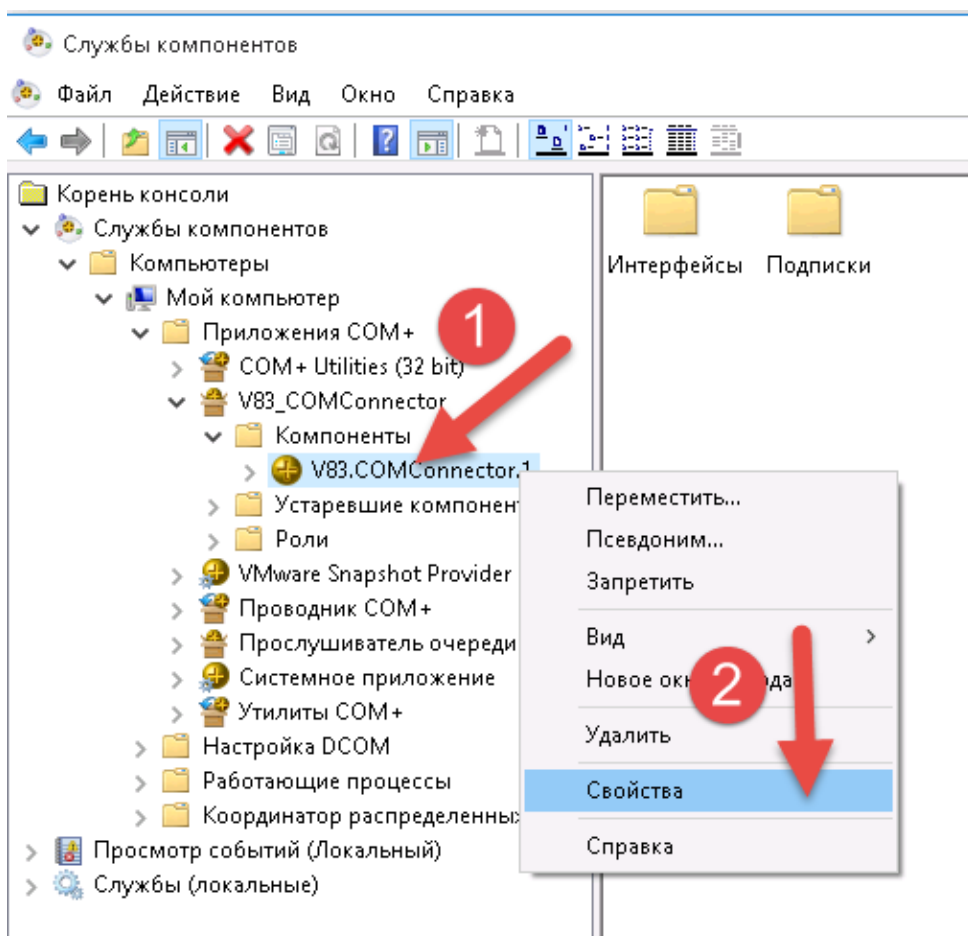 Службы компонентов
Файл Действие Вид Окно Справка
Корень консоли
Службы компонентов
Компьютеры
Мой компьютер
Приложения COM+
COM+ Utilities (32 bit)
V83_COMConnector
Компоненты
V83.COMConnector.1
Роли
VMware Snapshot Provider
Проводник COM+
Прослушиватель очереди
Системное приложение
Утилиты COM+
Настройка DCOM
Работающие процессы
Координатор
Просмотр событий (Локальный)
Службы (локальные)
Интерфейсы Подписки
1
Переместить...
Псевдоним...
Запретить
Вид
Новое
2
Удалить
Свойства
Справка
Устаревшие